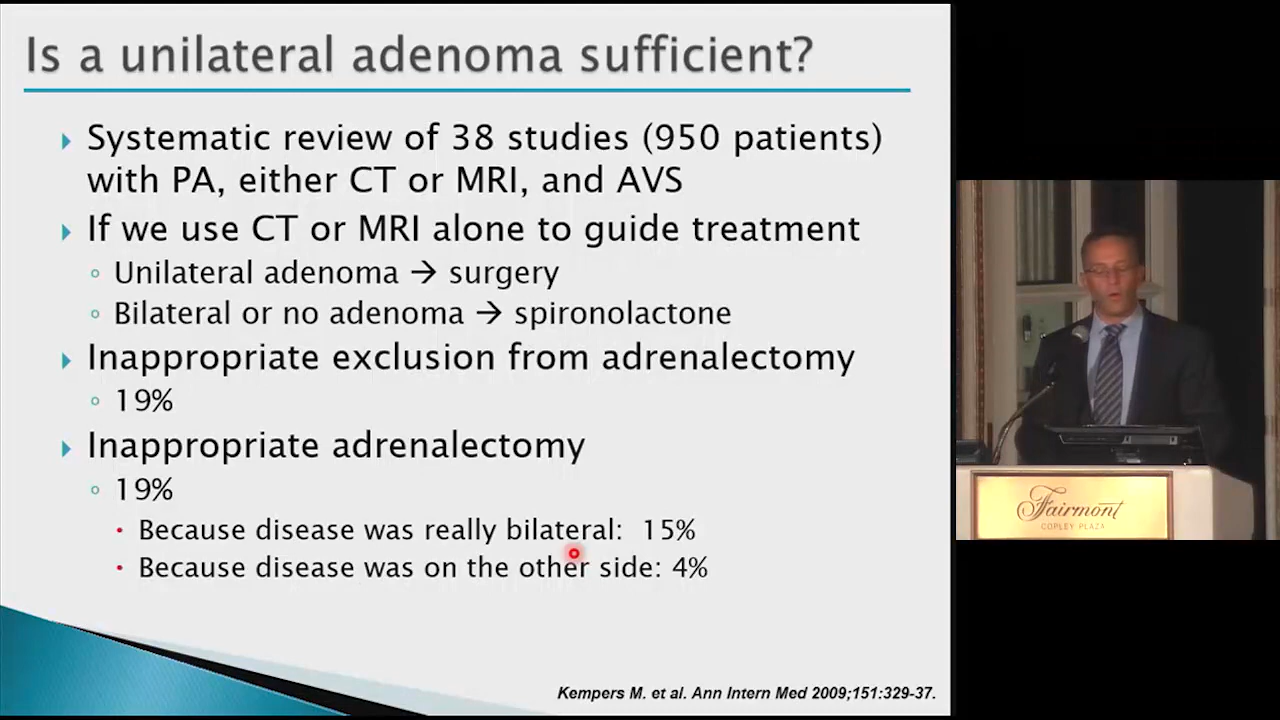 Is a unilateral adenoma sufficient?
Systematic review of 38 studies (950 patients)
with PA, either CT or MRI, and AVS
If we use CT or MRI alone to guide treatment
Unilateral adenoma → surgery
Bilateral or no adenoma → spironolactone
Inappropriate exclusion from adrenalectomy
19%
Inappropriate adrenalectomy
19%
Because disease was really bilateral: 15%
Because disease was on the other side: 4%
Kempers M. et al. Ann Intern Med 2009;151:329-37.
Fairmont
COPLEY PLAZA